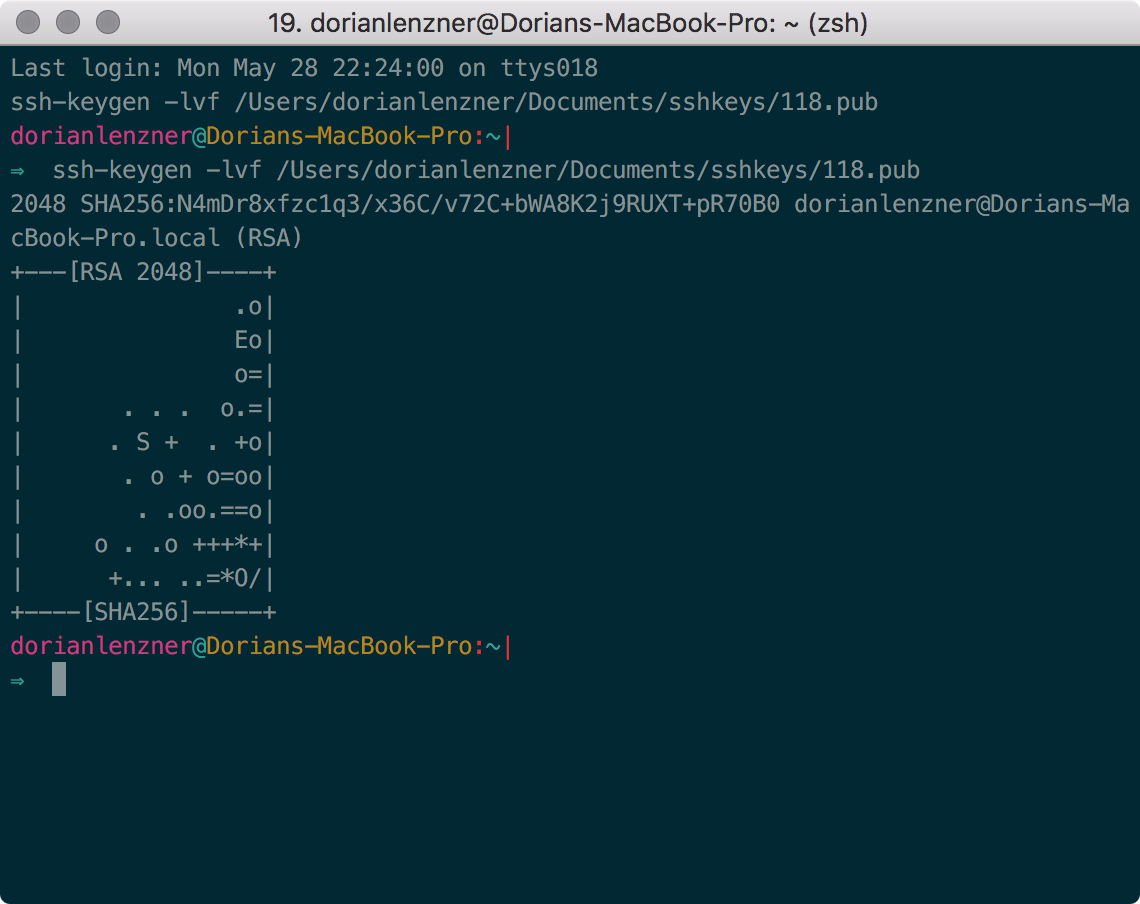 19. dorianlenzner@Dorians-MacBook-Pro: ~ (zsh)
Last login: Mon May 28 22:24:00 on ttys018
ssh-keygen -lvf /Users/dorianlenzner/Documents/sshkeys/118.pub
dorianlenzner@Dorians-MacBook-Pro:~|
⇒  ssh-keygen -lvf /Users/dorianlenzner/Documents/sshkeys/118.pub
2048 SHA256:N4mDr8xfzc1q3/x36C/v72C+bWA8K2j9RUXT+pR70B0 dorianlenzner@Dorians-Ma
cBook-Pro.local (RSA)
+---[RSA 2048]----+
|               .o|
|               Eo|
|               o=|
|       . . .  o.=|
|      . S +  . +o|
|       . o + o=oo|
|        . .oo.==o|
|     o . .o +++*+|
|      +... ..=*O/|
+----[SHA256]-----+
dorianlenzner@Dorians-MacBook-Pro:~|
⇒